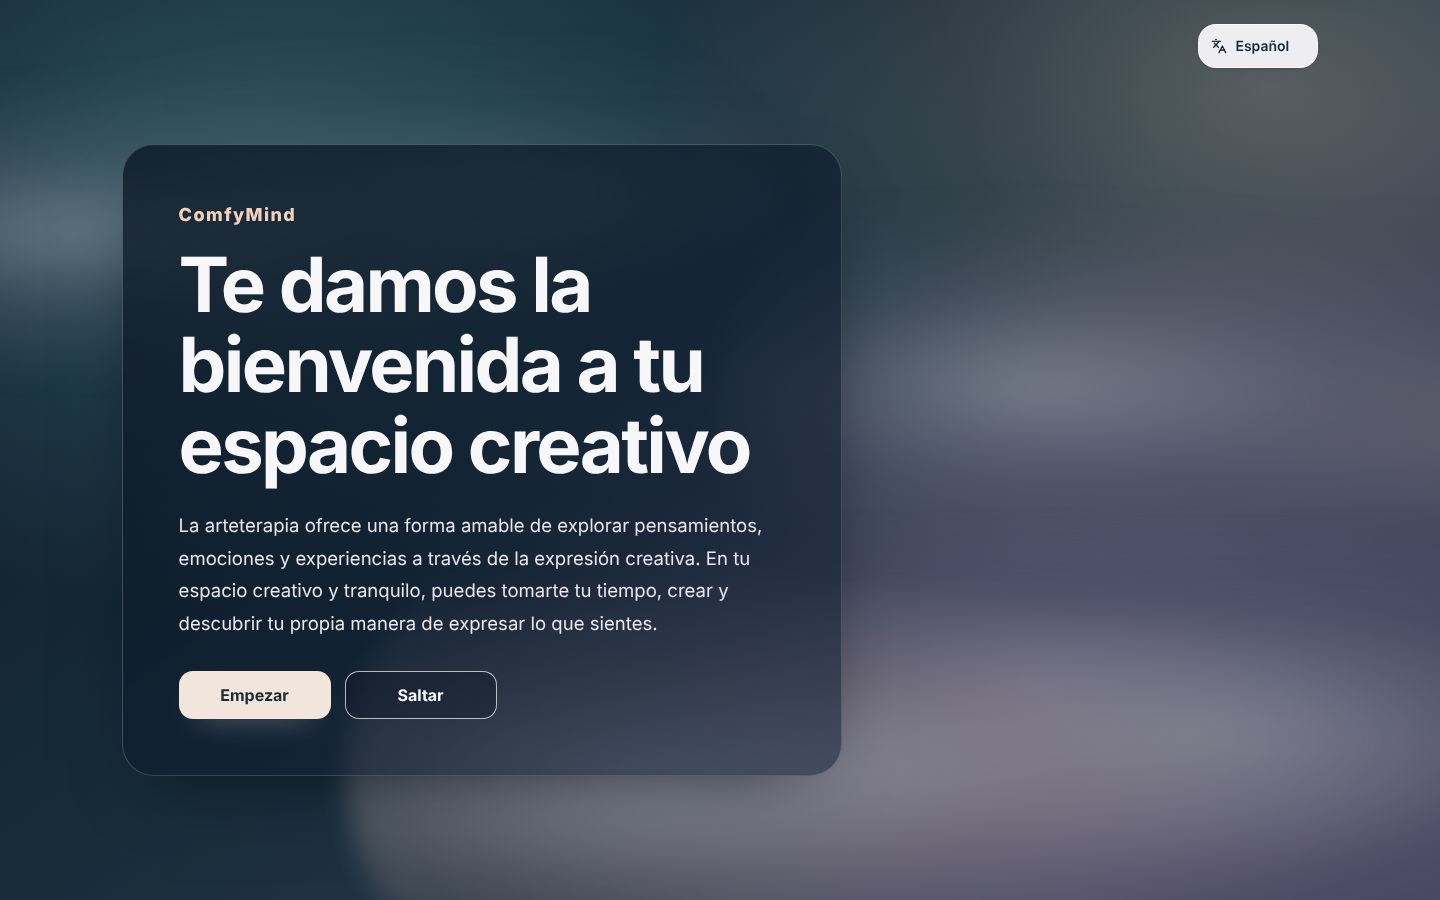 Español
ComfyMind
Te damos la
bienvenida a tu
espacio creativo
La arteterapia ofrece una forma amable de explorar pensamientos,
emociones y experiencias a través de la expresión creativa. En tu
espacio creativo y tranquilo, puedes tomarte tu tiempo, crear y
descubrir tu propia manera de expresar lo que sientes.
Empezar
Saltar